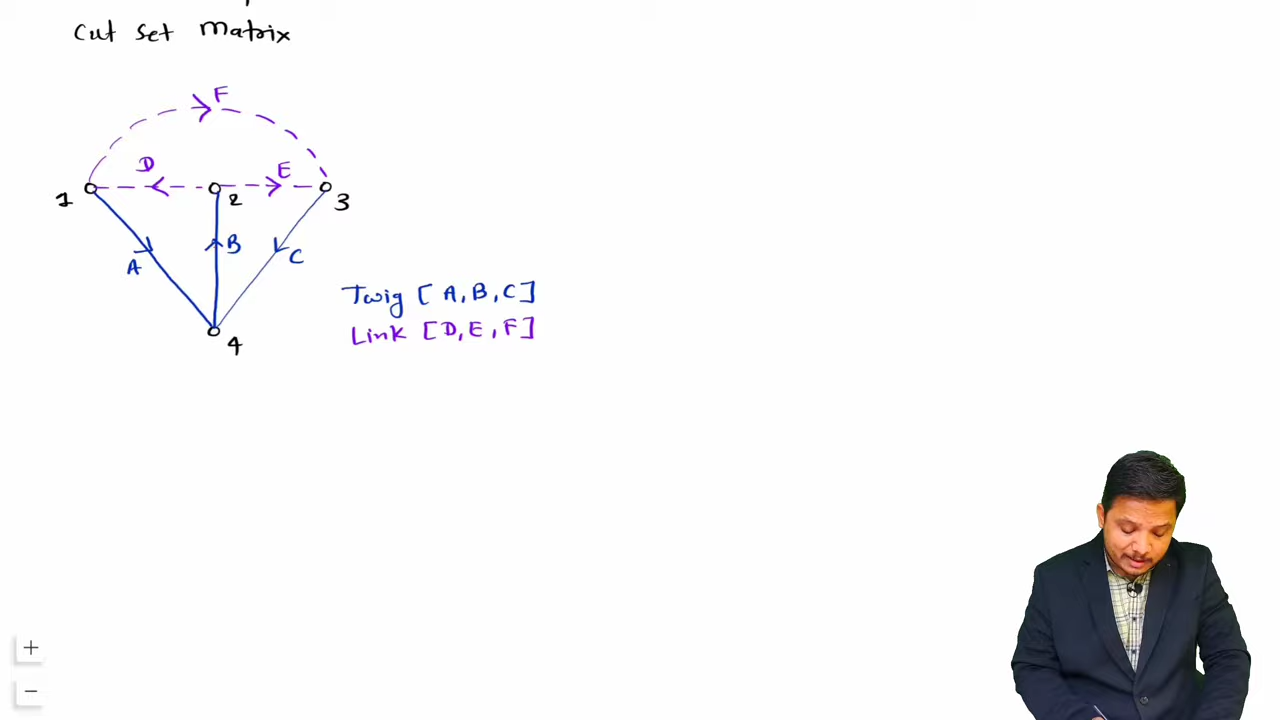 Cut Set Matrix
F
D
E
1
2
3
A
B
C
4
Twig [ A, B, C ]
Link [ D, E, F ]
+
−